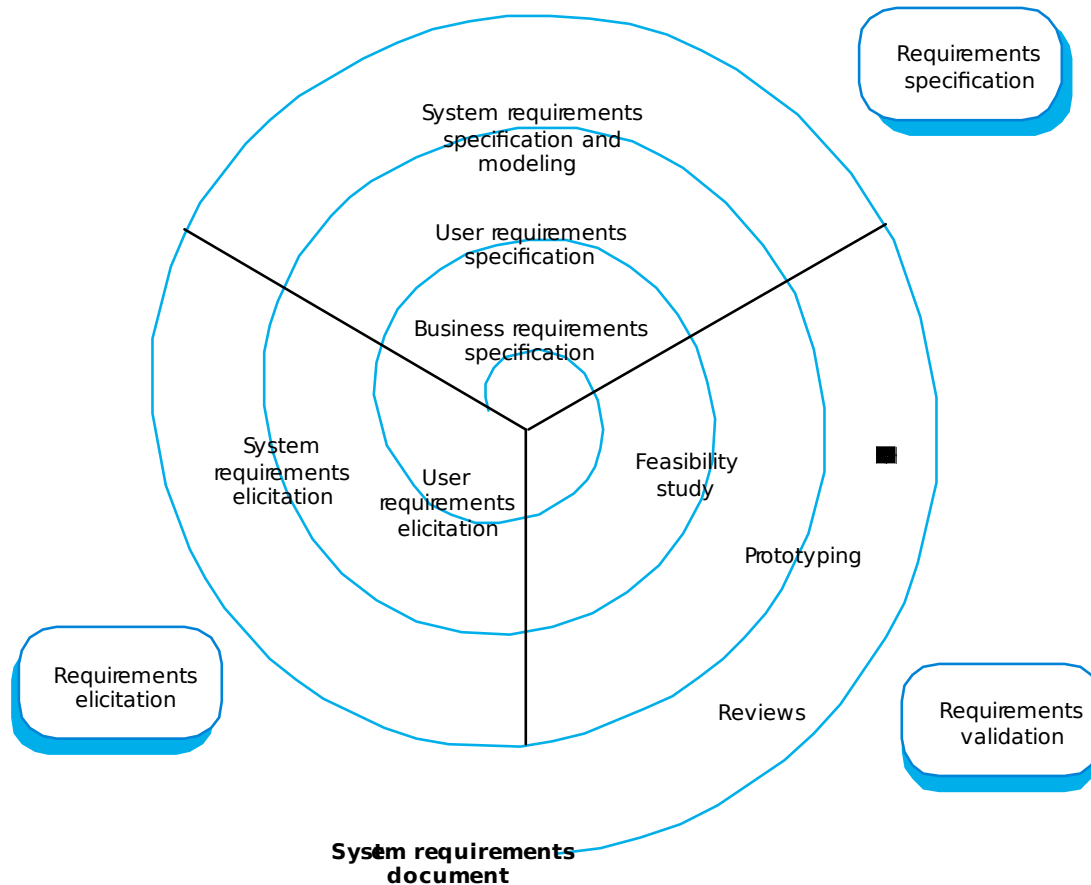 Requirements
specification
System requirements
specification and
modeling
User requirements
specification
Business requirements
specification
System
requirements
elicitation
User
requirements
elicitation
Feasibility
study
Prototyping
Reviews
Requirements
elicitation
Requirements
validation
System requirements
document